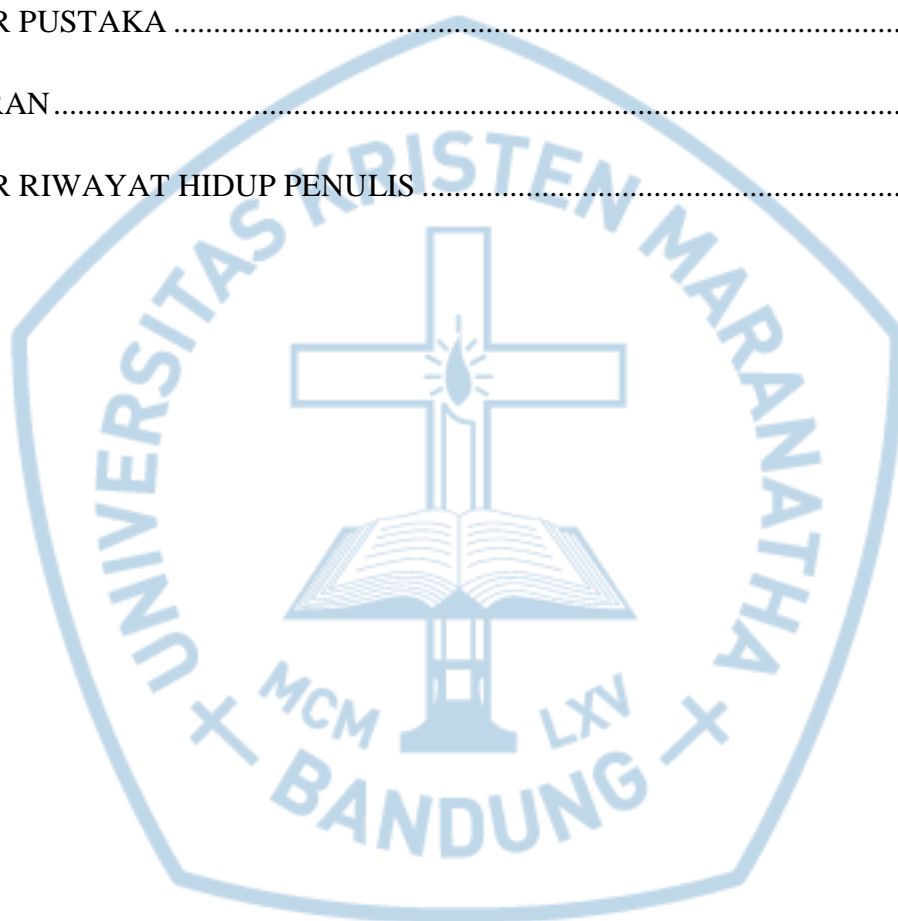 R PUSTAKA
RAN
R RIWAYAT HIDUP PENULIS
UNIVERSITAS KRISTEN MARANATHA
MCM LXV
BANDUNG